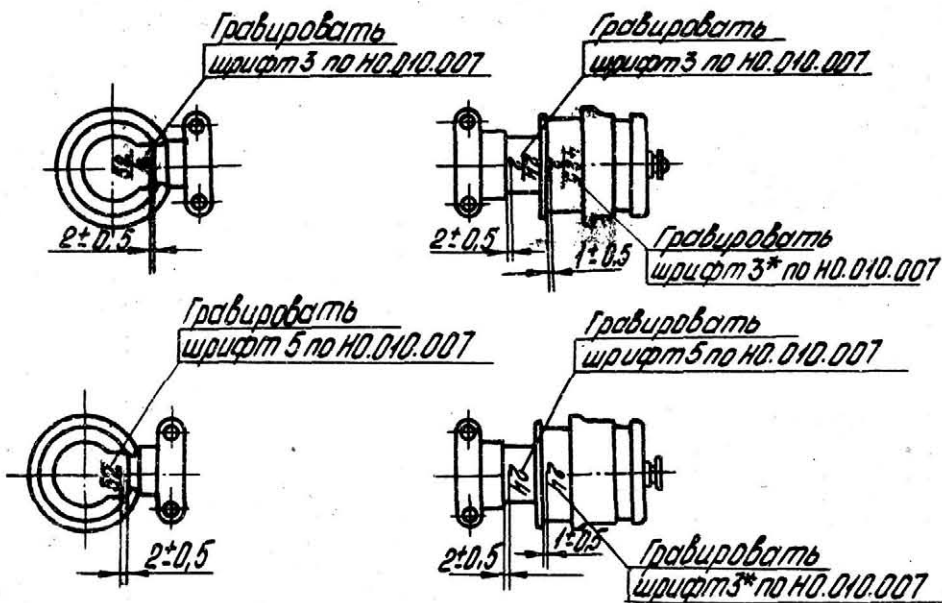 Гравировать
шрифт 3 по НО.010.007
Гравировать
шрифт 3 по НО.010.007
2±0,5
2±0,5
1±0,5
Гравировать
шрифт 3* по НО.010.007
Гравировать
шрифт 5 по НО.010.007
Гравировать
шрифт 5 по НО.010.007
2±0,5
2±0,5
1±0,5
Гравировать
шрифт 3* по НО.010.007